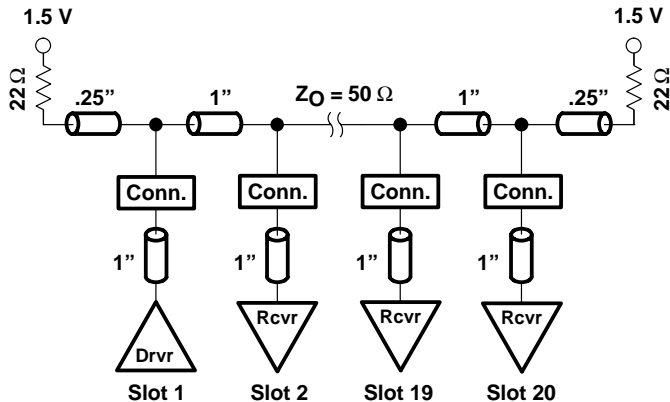 1.5 V
1.5 V
22 Ω
.25”
1”
ZO = 50 Ω
1”
.25”
22 Ω
Conn.
Conn.
Conn.
Conn.
1”
1”
1”
1”
Drvr
Rcvr
Rcvr
Rcvr
Slot 1
Slot 2
Slot 19
Slot 20